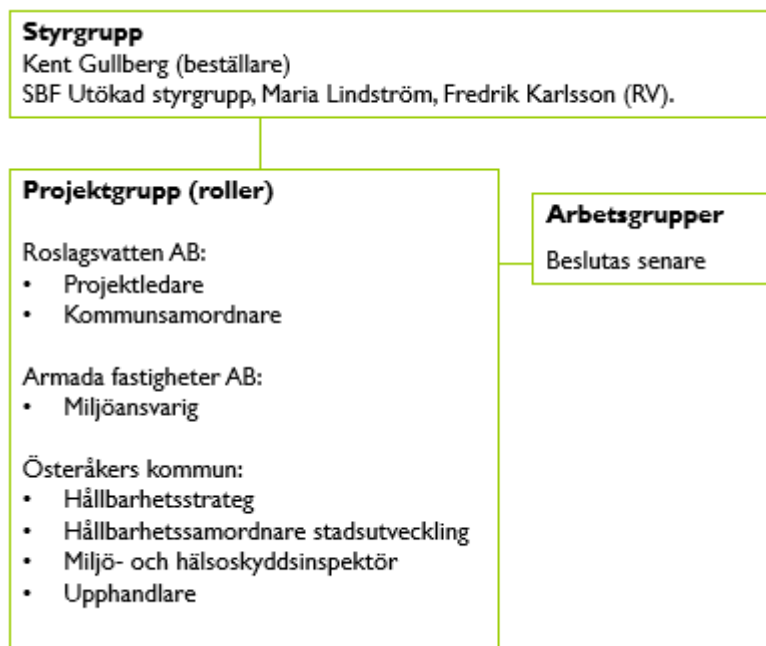 Styrgrupp
Kent Gullberg (beställare)
SBF Utökad styrgrupp, Maria Lindström, Fredrik Karlsson (RV).
Projektgrupp (roller)
Roslagsvatten AB:
• Projektledare
• Kommunsamordnare
Armada fastigheter AB:
• Miljöansvarig
Österåkers kommun:
• Hållbarhetsstrateg
• Hållbarhetssamordnare stadsutveckling
• Miljö- och hälsoskyddsinspektör
• Upphandlare
Arbetsgrupper
Beslutas senare